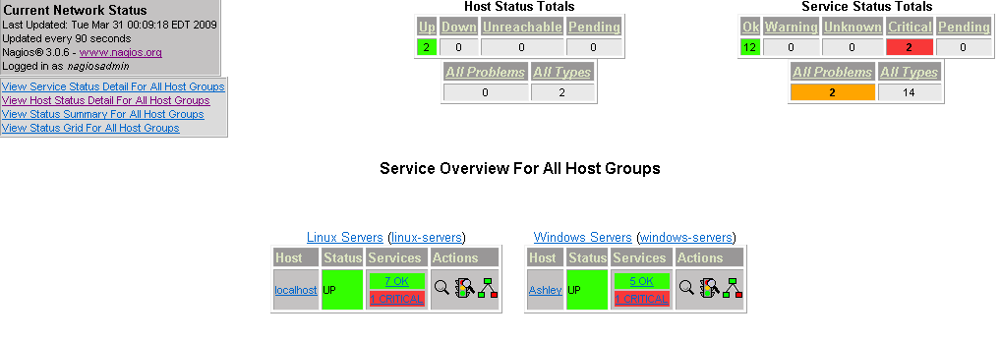 Current Network Status
Last Updated: Tue Mar 31 00:09:18 EDT 2009
Updated every 90 seconds
Nagios® 3.0.6 - www.nagios.org
Logged in as nagiosadmin
View Service Status Detail For All Host Groups
View Host Status Detail For All Host Groups
View Status Summary For All Host Groups
View Status Grid For All Host Groups
Host Status Totals
Up Down Unreachable Pending
2 0 0 0
All Problems All Types
0 2
Service Status Totals
Ok Warning Unknown Critical Pending
12 0 0 2 0
All Problems All Types
2 14
Service Overview For All Host Groups
Linux Servers (linux-servers)
Host Status Services Actions
localhost UP 7 OK
1 CRITICAL
Windows Servers (windows-servers)
Host Status Services Actions
Ashley UP 5 OK
1 CRITICAL